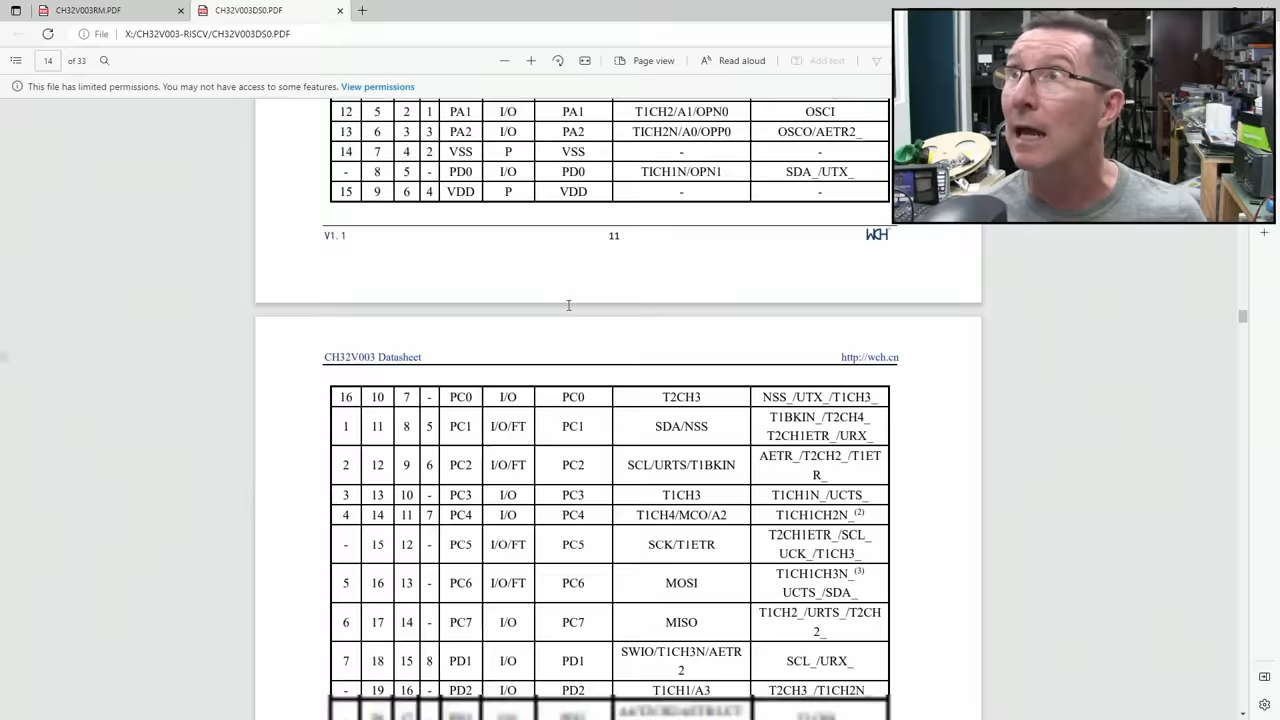 CH32V003RM.PDF
CH32V003DS0.PDF
File X:/CH32V003-RISCV/CH32V003DS0.PDF
14 of 33 Page view Read aloud Add text
This file has limited permissions. You may not have access to some features. View permissions
12 5 2 1 PA1 I/O PA1 T1CH2/A1/OPN0 OSCI
13 6 3 3 PA2 I/O PA2 TICH2N/A0/OPP0 OSCO/AETR2_
14 7 4 2 VSS P VSS - -
- 8 5 - PD0 I/O PD0 TICH1N/OPN1 SDA_/UTX_
15 9 6 4 VDD P VDD - -
V1.1 11 WCH
CH32V003 Datasheet http://wch.cn
16 10 7 - PC0 I/O PC0 T2CH3 NSS_/UTX_/T1CH3_
1 11 8 5 PC1 I/O/FT PC1 SDA/NSS T1BKIN_/T2CH4_
T2CH1ETR_/URX_
2 12 9 6 PC2 I/O/FT PC2 SCL/URTS/T1BKIN AETR_/T2CH2_/T1ET
R_
3 13 10 - PC3 I/O PC3 T1CH3 T1CH1N_/UCTS_
4 14 11 7 PC4 I/O PC4 T1CH4/MCO/A2 T1CH1CH2N_(2)
- 15 12 - PC5 I/O/FT PC5 SCK/T1ETR T2CH1ETR_/SCL_
UCK_/T1CH3_
5 16 13 - PC6 I/O/FT PC6 MOSI T1CH1CH3N_(3)
UCTS_/SDA_
6 17 14 - PC7 I/O PC7 MISO T1CH2_/URTS_/T2CH
2_
7 18 15 8 PD1 I/O PD1 SWIO/T1CH3N/AETR
2 SCL_/URX_
- 19 16 - PD2 I/O PD2 T1CH1/A3 T2CH3_/T1CH2N_